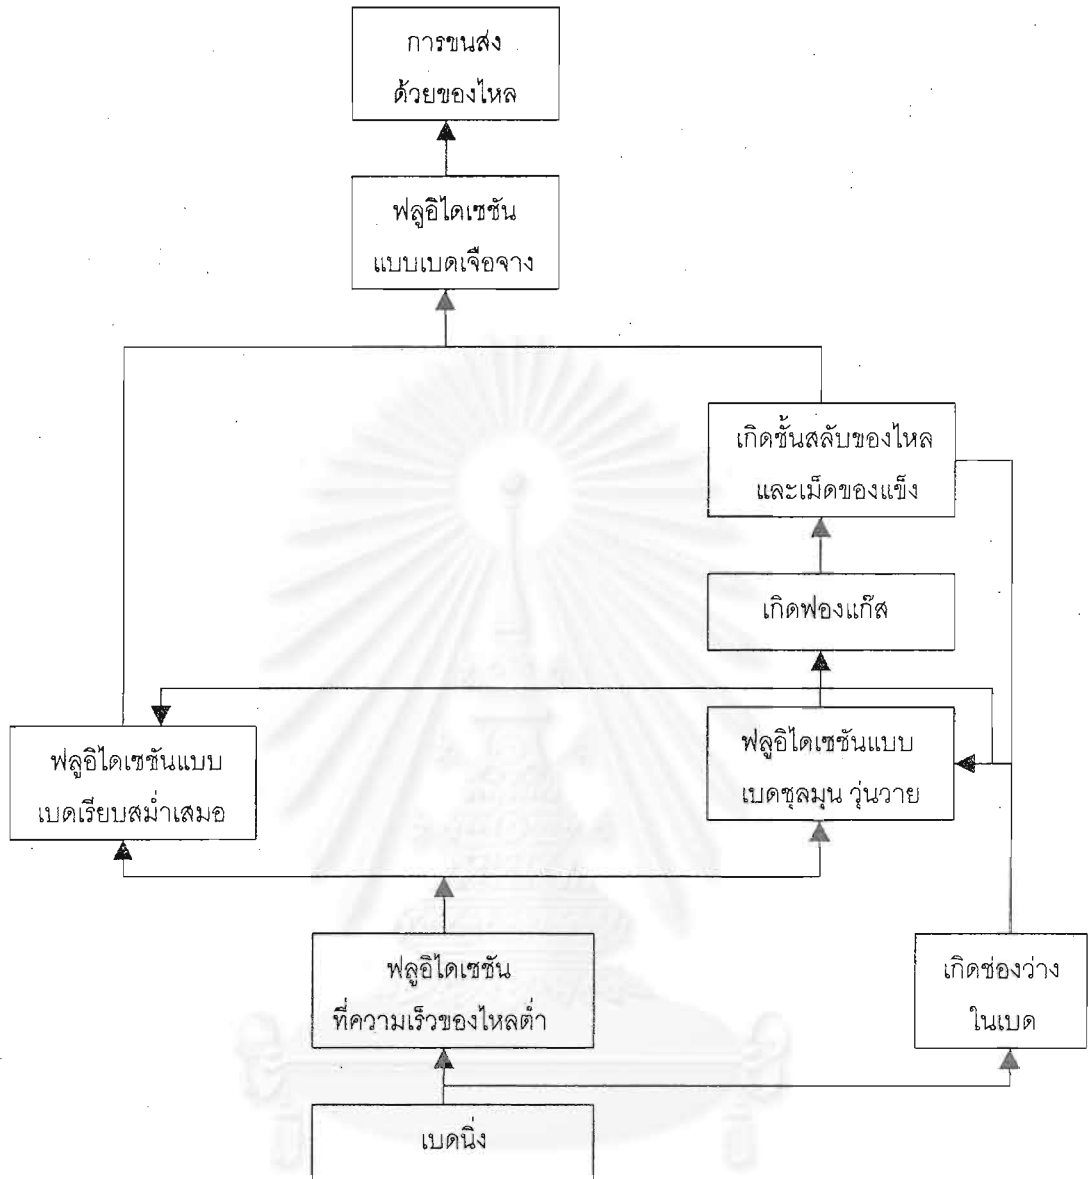 การขนส่ง
ด้วยของไหล
ฟลูอิไดเซชัน
แบบเบดเจือจาง
เกิดชั้นสลับของไหล
และเม็ดของแข็ง
เกิดฟองแก๊ส
ฟลูอิไดเซชันแบบ
เบดเรียบสม่ำเสมอ
ฟลูอิไดเซชันแบบ
เบดชุลมุน วุ่นวาย
ฟลูอิไดเซชัน
ที่ความเร็วของไหลต่ำ
เกิดช่องว่าง
ในเบด
เบดนิ่ง